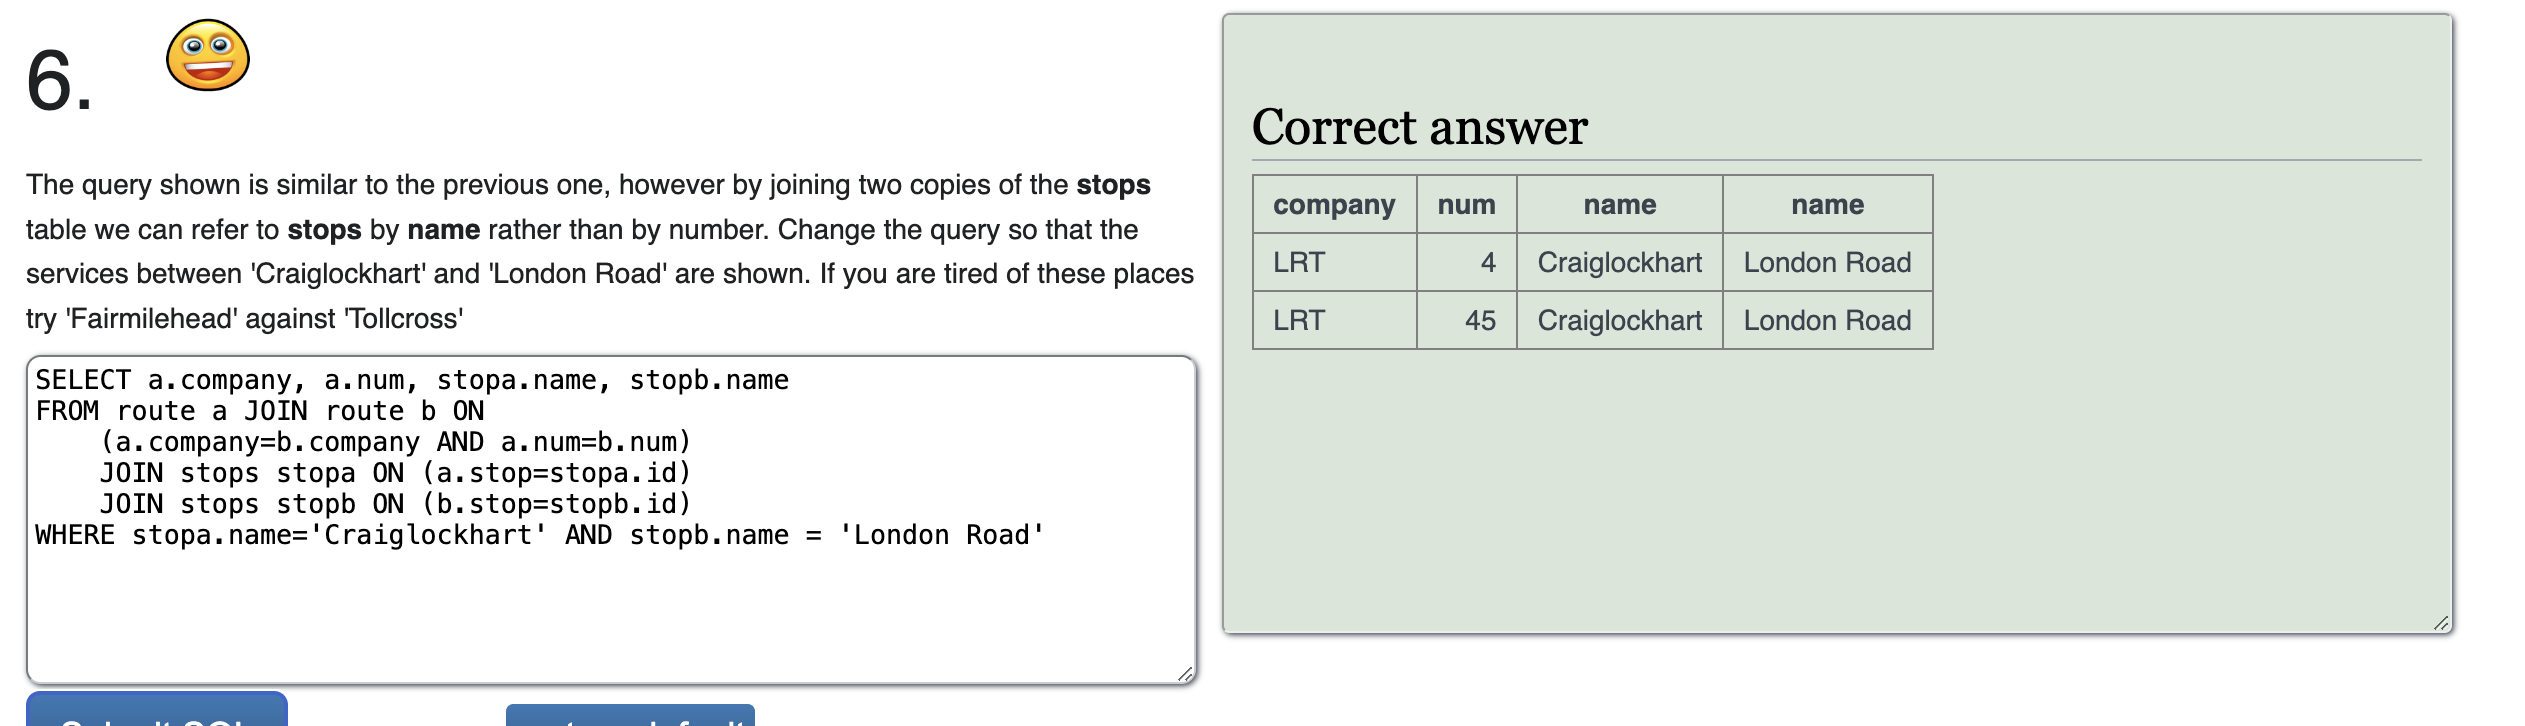 6.
The query shown is similar to the previous one, however by joining two copies of the stops
table we can refer to stops by name rather than by number. Change the query so that the
services between 'Craiglockhart' and 'London Road' are shown. If you are tired of these places
try 'Fairmilehead' against 'Tollcross'
SELECT a.company, a.num, stopa.name, stopb.name
FROM route a JOIN route b ON
(a.company=b.company AND a.num=b.num)
JOIN stops stopa ON (a.stop=stopa.id)
JOIN stops stopb ON (b.stop=stopb.id)
WHERE stopa.name='Craiglockhart' AND stopb.name = 'London Road'
Correct answer
company num name name
LRT 4 Craiglockhart London Road
LRT 45 Craiglockhart London Road